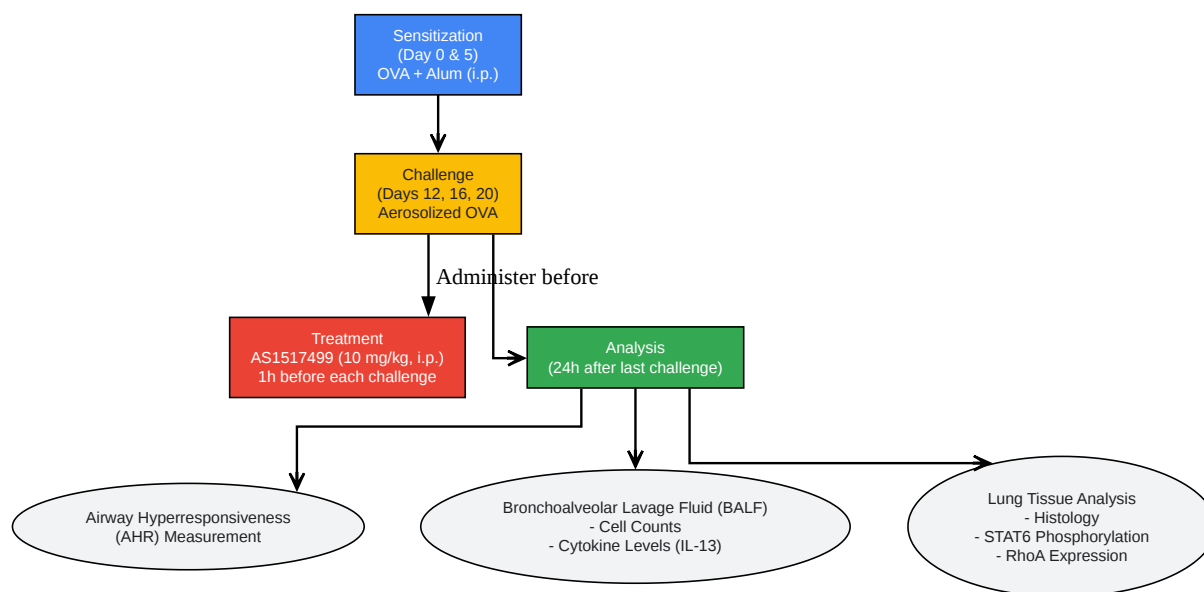 Sensitization
(Day 0 & 5)
OVA + Alum (i.p.)
Challenge
(Days 12, 16, 20)
Aerosolized OVA
Administer before
Treatment
AS1517499 (10 mg/kg, i.p.)
1h before each challenge
Analysis
(24h after last challenge)
Airway Hyperresponsiveness
(AHR) Measurement
Bronchoalveolar Lavage Fluid (BALF)
- Cell Counts
- Cytokine Levels (IL-13)
Lung Tissue Analysis
- Histology
- STAT6 Phosphorylation
- RhoA Expression